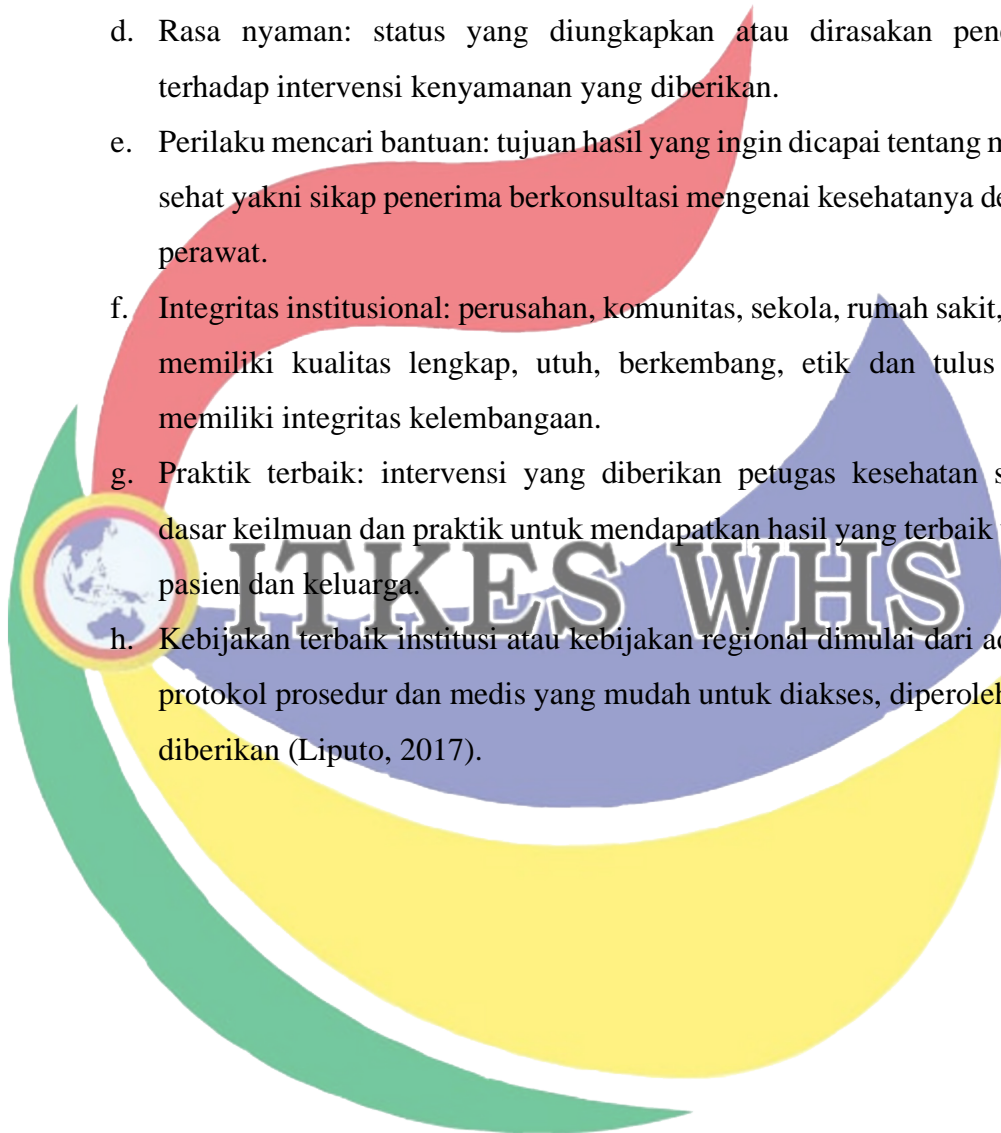 d. Rasa nyaman: status yang diungkapkan atau dirasakan
terhadap intervensi kenyamanan yang diberikan.
e. Perilaku mencari bantuan: tujuan hasil yang ingin dicapai tentang
sehat yakni sikap penerima berkonsultasi mengenai kesehatanya
perawat.
f. Integritas institusional: perusahan, komunitas, sekola, rumah sakit,
memiliki kualitas lengkap, utuh, berkembang, etik dan tulus
memiliki integritas kelembangaan.
g. Praktik terbaik: intervensi yang diberikan petugas kesehatan
dasar keilmuan dan praktik untuk mendapatkan hasil yang terbaik
ITKES WHS
pasien dan keluarga.
h. Kebijakan terbaik institusi atau kebijakan regional dimulai dari
protokol prosedur dan medis yang mudah untuk diakses, diperoleh
diberikan (Liputo, 2017).